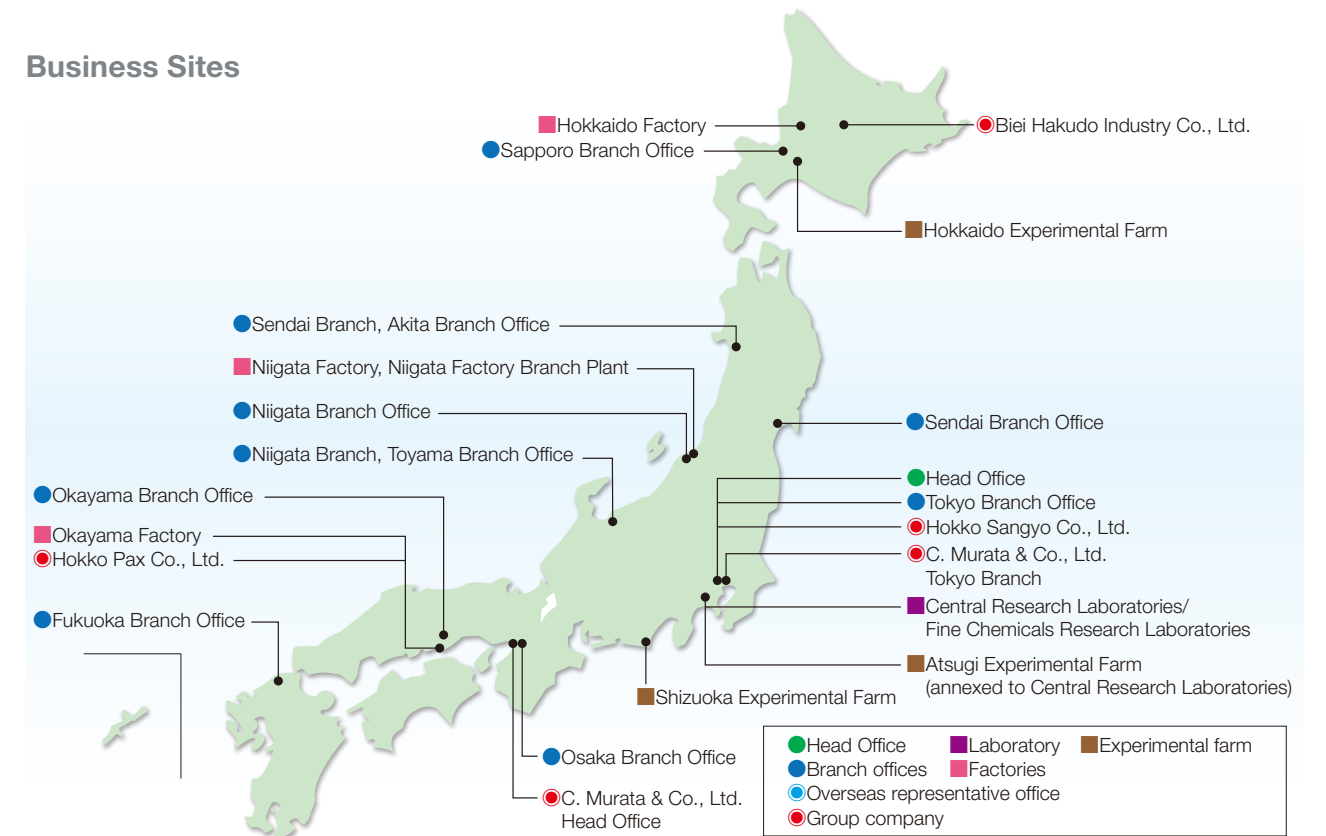 Business Sites
Hokkaido Factory
Biei Hakudo Industry Co., Ltd.
Sapporo Branch Office
Hokkaido Experimental Farm
Sendai Branch, Akita Branch Office
Niigata Factory, Niigata Factory Branch Plant
Niigata Branch Office
Sendai Branch Office
Niigata Branch, Toyama Branch Office
Head Office
Okayama Branch Office
Tokyo Branch Office
Hokko Sangyo Co., Ltd.
Okayama Factory
Hokko Pax Co., Ltd.
C. Murata & Co., Ltd.
Tokyo Branch
Central Research Laboratories/
Fine Chemicals Research Laboratories
Fukuoka Branch Office
Atsugi Experimental Farm
(annexed to Central Research Laboratories)
Shizuoka Experimental Farm
Osaka Branch Office
C. Murata & Co., Ltd.
Head Office
Head Office
Laboratory
Experimental farm
Branch offices
Factories
Overseas representative office
Group company